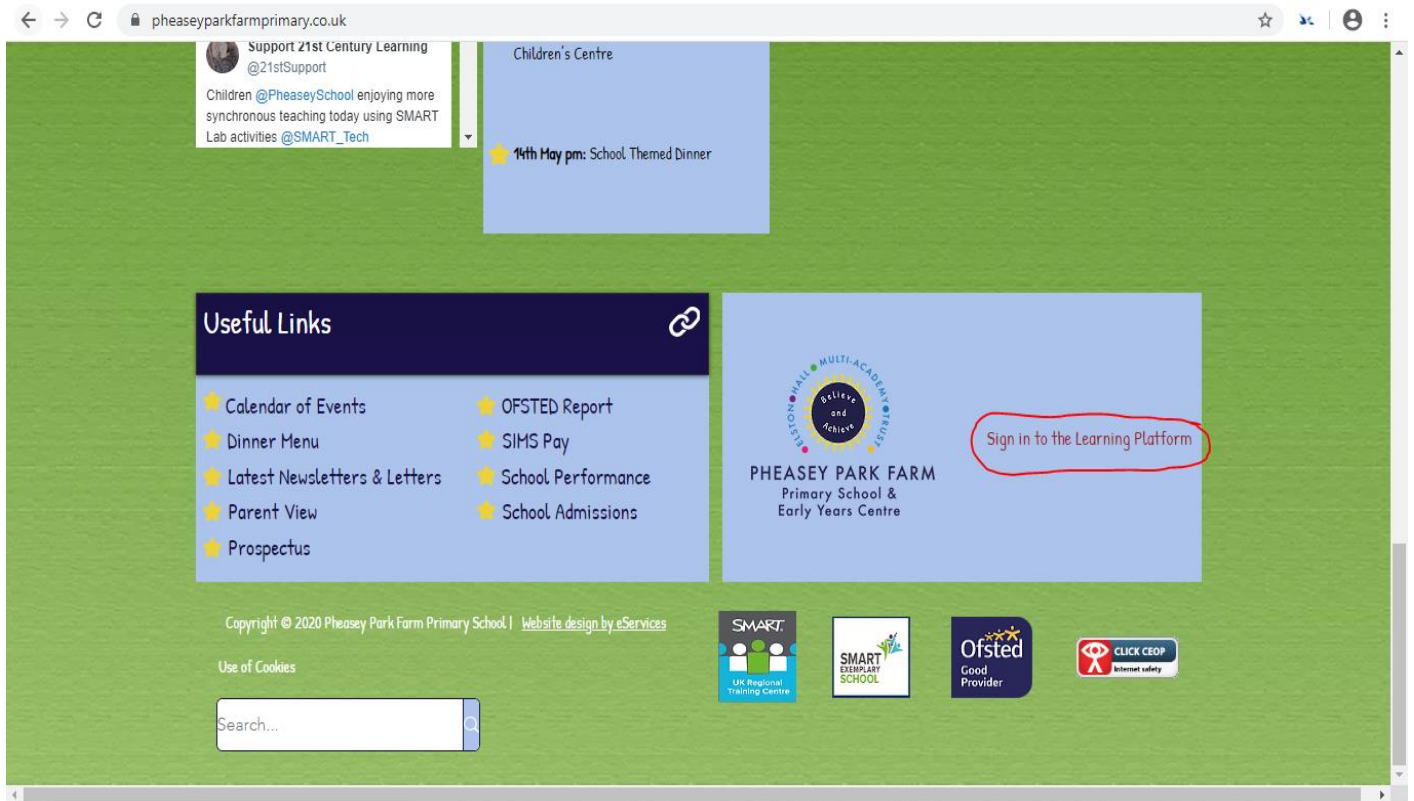 pheaseyparkfarmprimary.co.uk
Support 21st Century Learning
@21stSupport
Children @PheaseySchool enjoying more
synchronous teaching today using SMART
Lab activities @SMART_Tech
Children's Centre
14th May pm: School Themed Dinner
Useful Links
Calendar of Events
Dinner Menu
Latest Newsletters & Letters
Parent View
Prospectus
OFSTED Report
SIMS Pay
School Performance
School Admissions
ELSTON HALL MULTI-ACADEMY TRUST
Believe
and
Achieve
PHEASEY PARK FARM
Primary School &
Early Years Centre
Sign in to the Learning Platform
Copyright © 2020 Pheasey Park Farm Primary School | Website design by eServices
Use of Cookies
Search...
SMART.
UK Regional
Training Centre
SMART
EXEMPLARY
SCHOOL
Ofsted
Good
Provider
CLICK CEOP
Internet safety